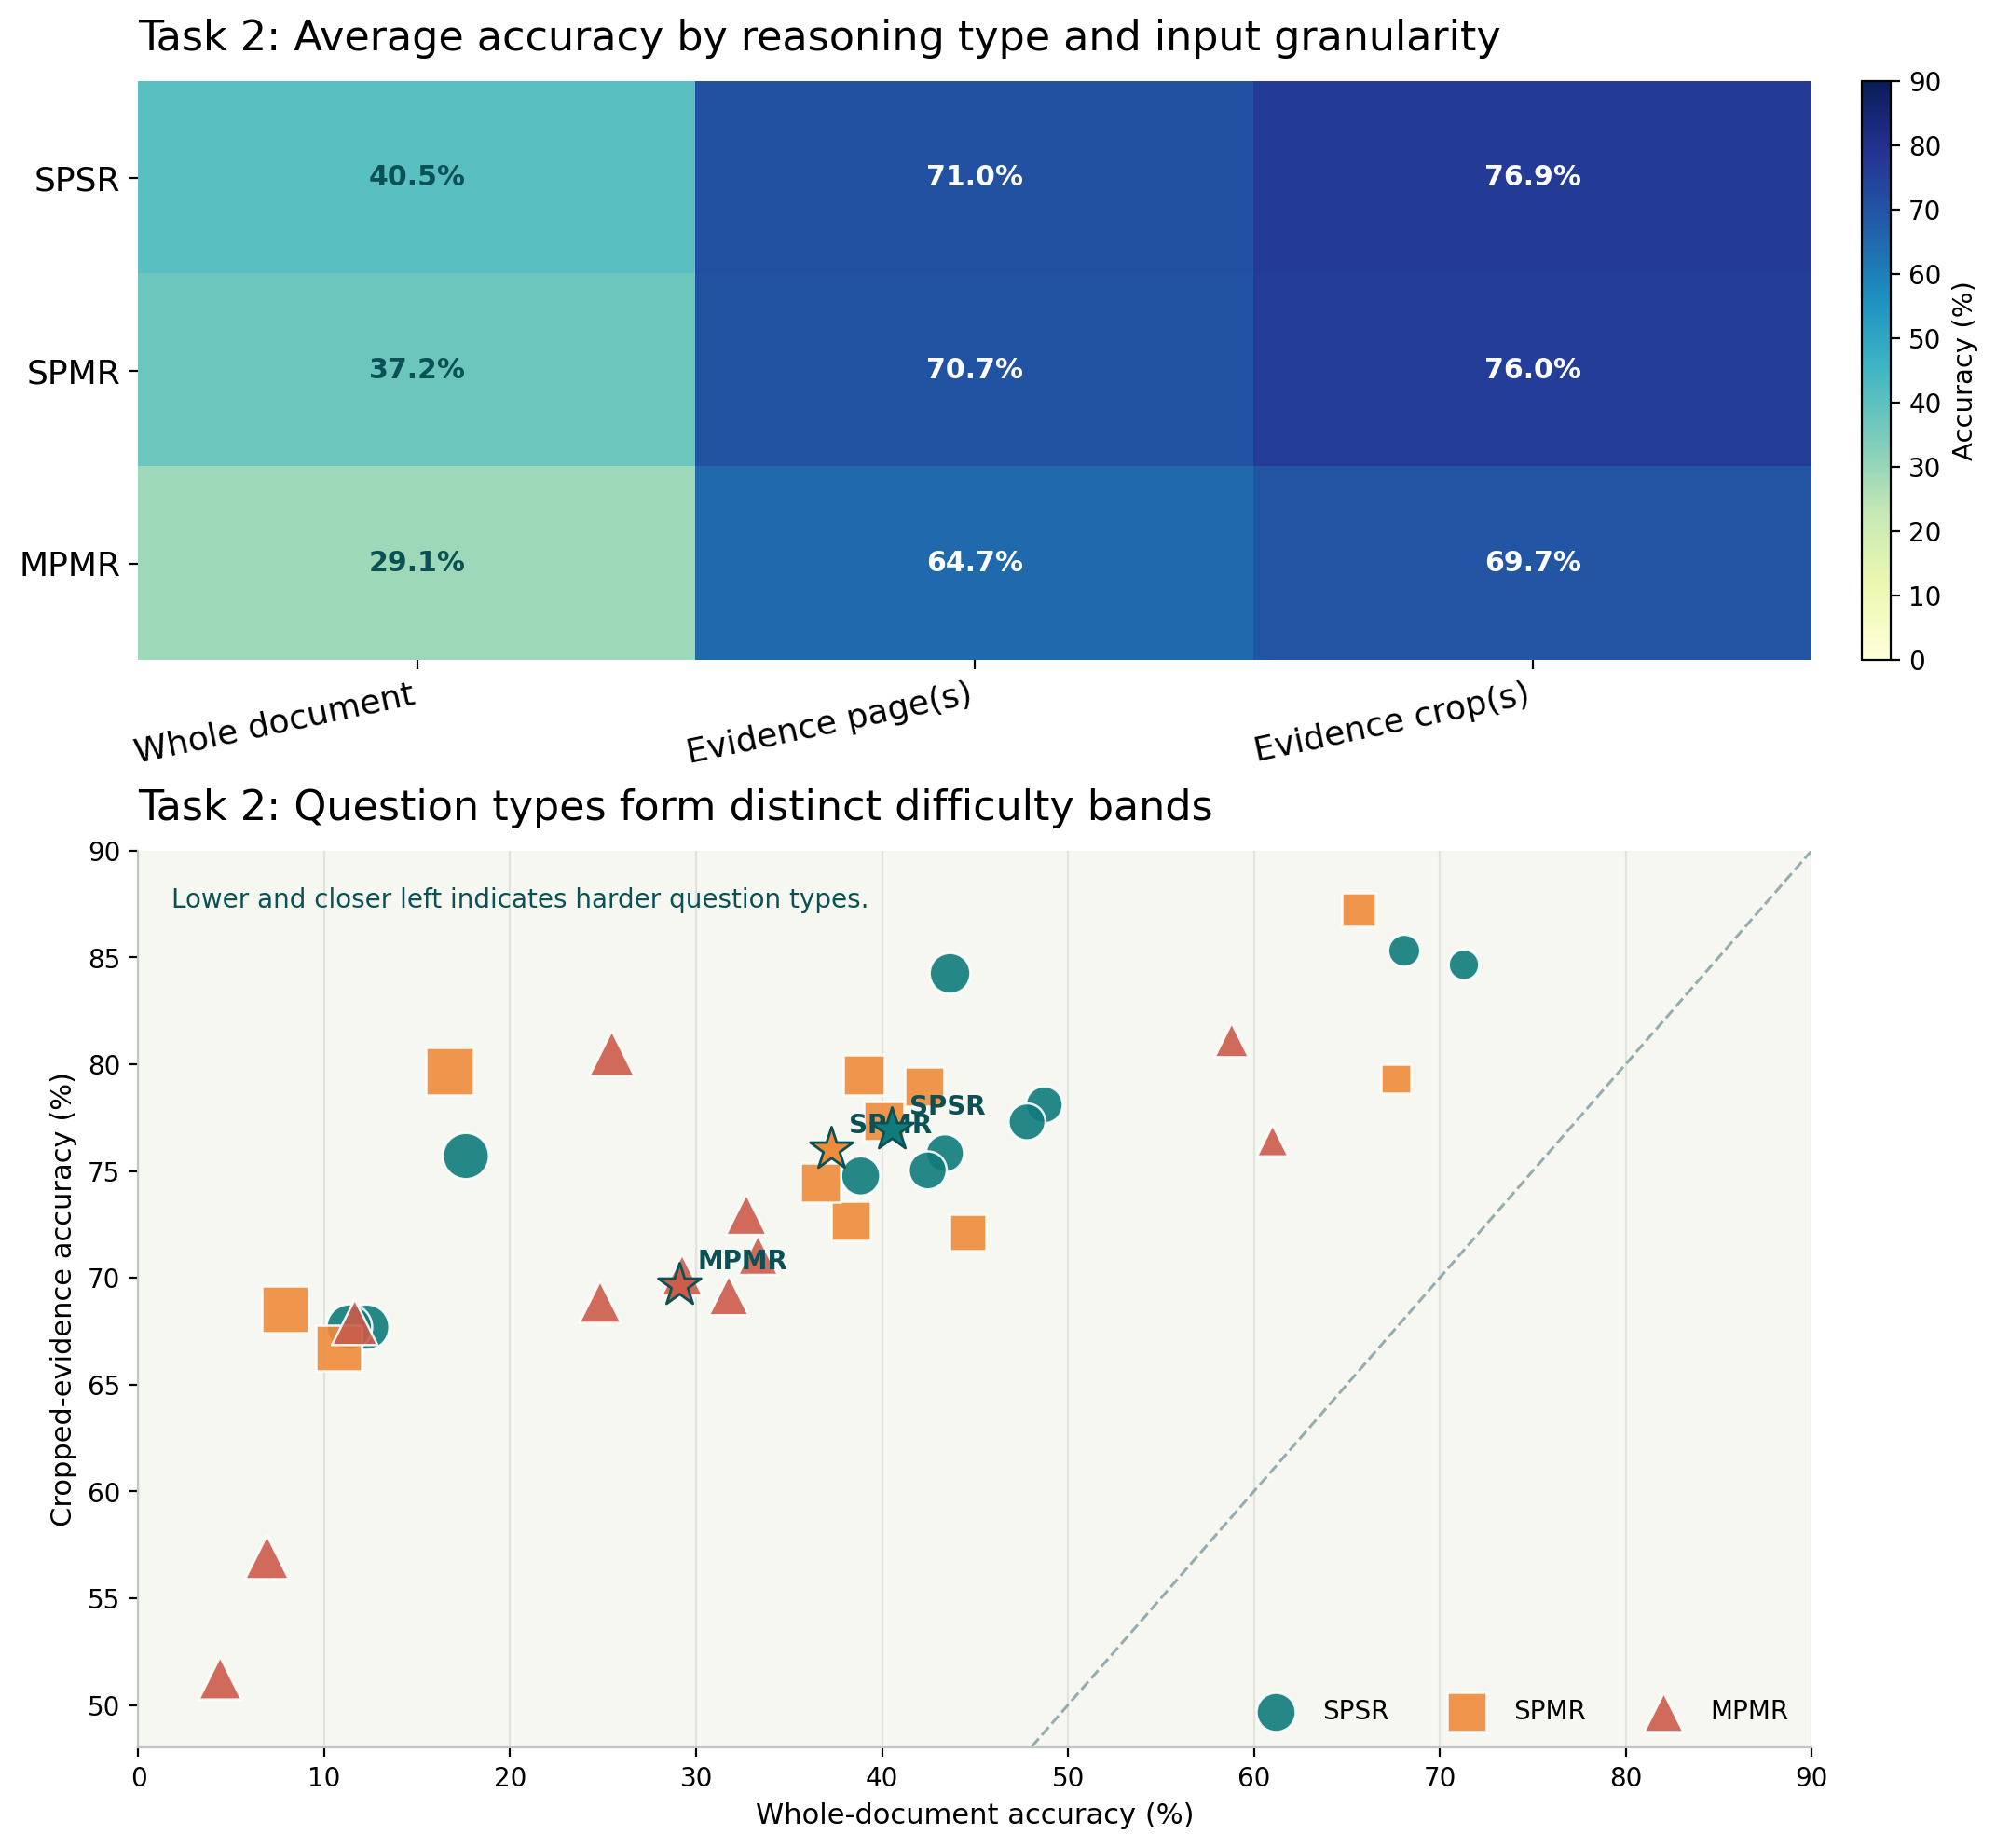 Task 2: Average accuracy by reasoning type and input granularity
SPSR
40.5%
71.0%
76.9%
SPMR
37.2%
70.7%
76.0%
MPMR
29.1%
64.7%
69.7%
Whole document
Evidence page(s)
Evidence crop(s)
90
80
70
60
50
40
30
20
10
0
Accuracy (%)
Task 2: Question types form distinct difficulty bands
Lower and closer left indicates harder question types.
90
85
80
75
70
65
60
55
50
Cropped-evidence accuracy (%)
SPSR
SPMR
MPMR
SPSR
SPMR
MPMR
0
10
20
30
40
50
60
70
80
90
Whole-document accuracy (%)